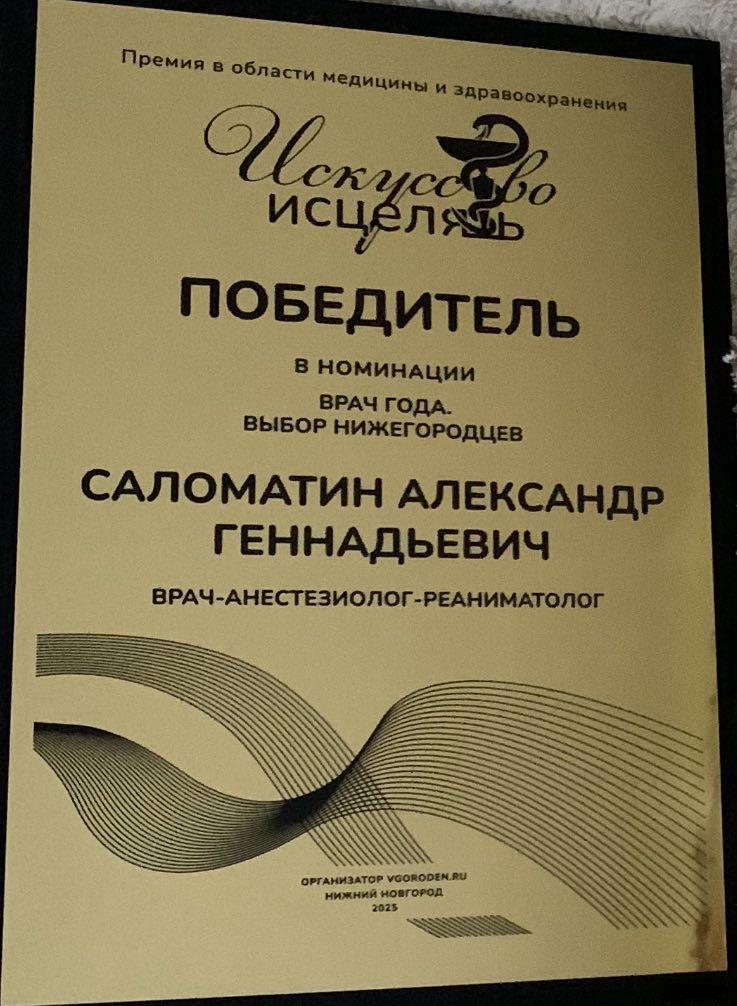 Премия в области медицины и здравоохранения
Искусство
исцелять
ПОБЕДИТЕЛЬ
В НОМИНАЦИИ
ВРАЧ ГОДА.
ВЫБОР НИЖЕГОРОДЦЕВ
САЛОМАТИН АЛЕКСАНДР
ГЕННАДЬЕВИЧ
ВРАЧ-АНЕСТЕЗИОЛОГ-РЕАНИМАТОЛОГ
ОРГАНИЗАТОР VGORODEN.RU
НИЖНИЙ НОВГОРОД
2025